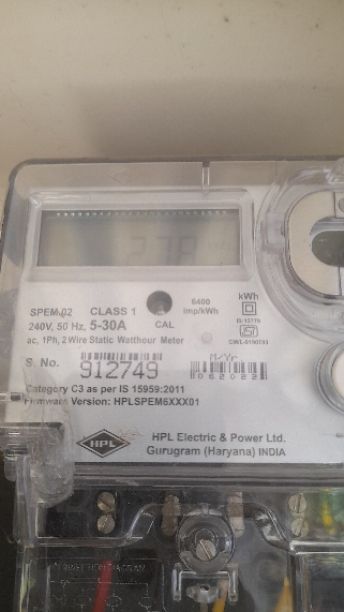 SPEM.02 CLASS 1 6400 kWh
240V, 50 Hz, 5-30A CAL imp/kWh
ac, 1Ph, 2 Wire Static Watthour Meter
S. No. 912749 M/Yr.
Category C3 as per IS 15959:2011
Firmware Version: HPLSPEM6XXX01
HPL HPL Electric & Power Ltd.
Gurugram (Haryana) INDIA